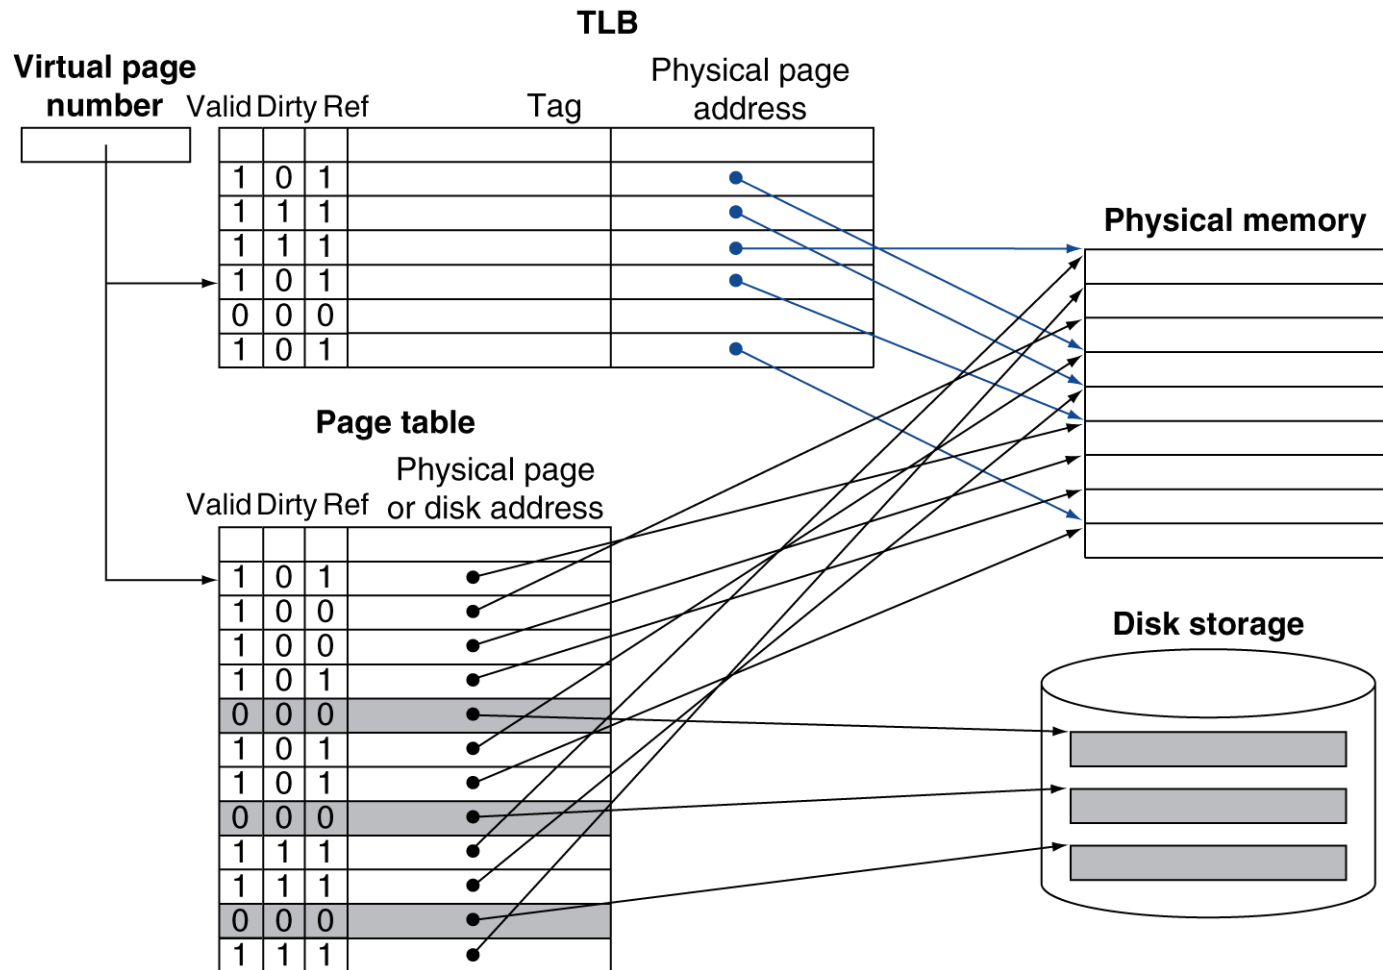 TLB
Virtual page
number
Valid Dirty Ref
Tag
Physical page
address
1 0 1
1 1 1
1 1 1
1 0 1
0 0 0
1 0 1
Physical memory
Page table
Physical page
or disk address
Valid Dirty Ref
1 0 1
1 0 0
1 0 0
1 0 1
0 0 0
1 0 1
1 0 1
0 0 0
1 1 1
1 1 1
0 0 0
1 1 1
Disk storage